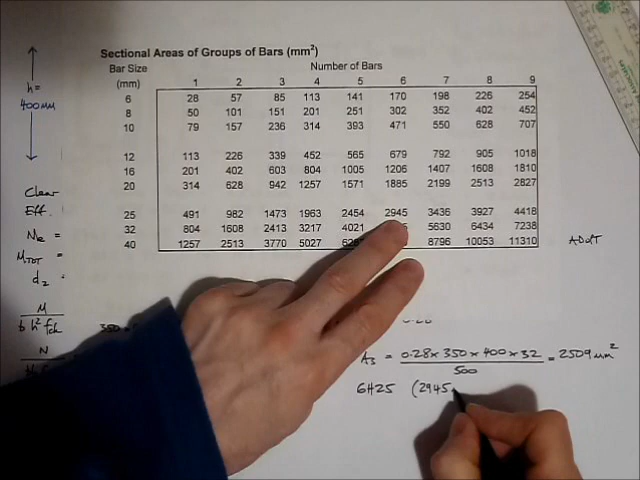 Sectional Areas of Groups of Bars (mm²)
Bar Size Number of Bars
(mm) 1 2 3 4 5 6 7 8 9
6 28 57 85 113 141 170 198 226 254
8 50 101 151 201 251 302 352 402 452
10 79 157 236 314 393 471 550 628 707
12 113 226 339 452 565 679 792 905 1018
16 201 402 603 804 1005 1206 1407 1608 1810
20 314 628 942 1257 1571 1885 2199 2513 2827
25 491 982 1473 1963 2454 2945 3436 3927 4418
32 804 1608 2413 3217 4021 5630 6434 7238
40 1257 2513 3770 5027 8796 10053 11310
h=
400mm
Clear
Eff.
M_TOT =
d₂
M
b h² fck
N
ADOPT
As = 0.28 x 350 x 400 x 32 = 2509 mm²
500
6H25 (2945